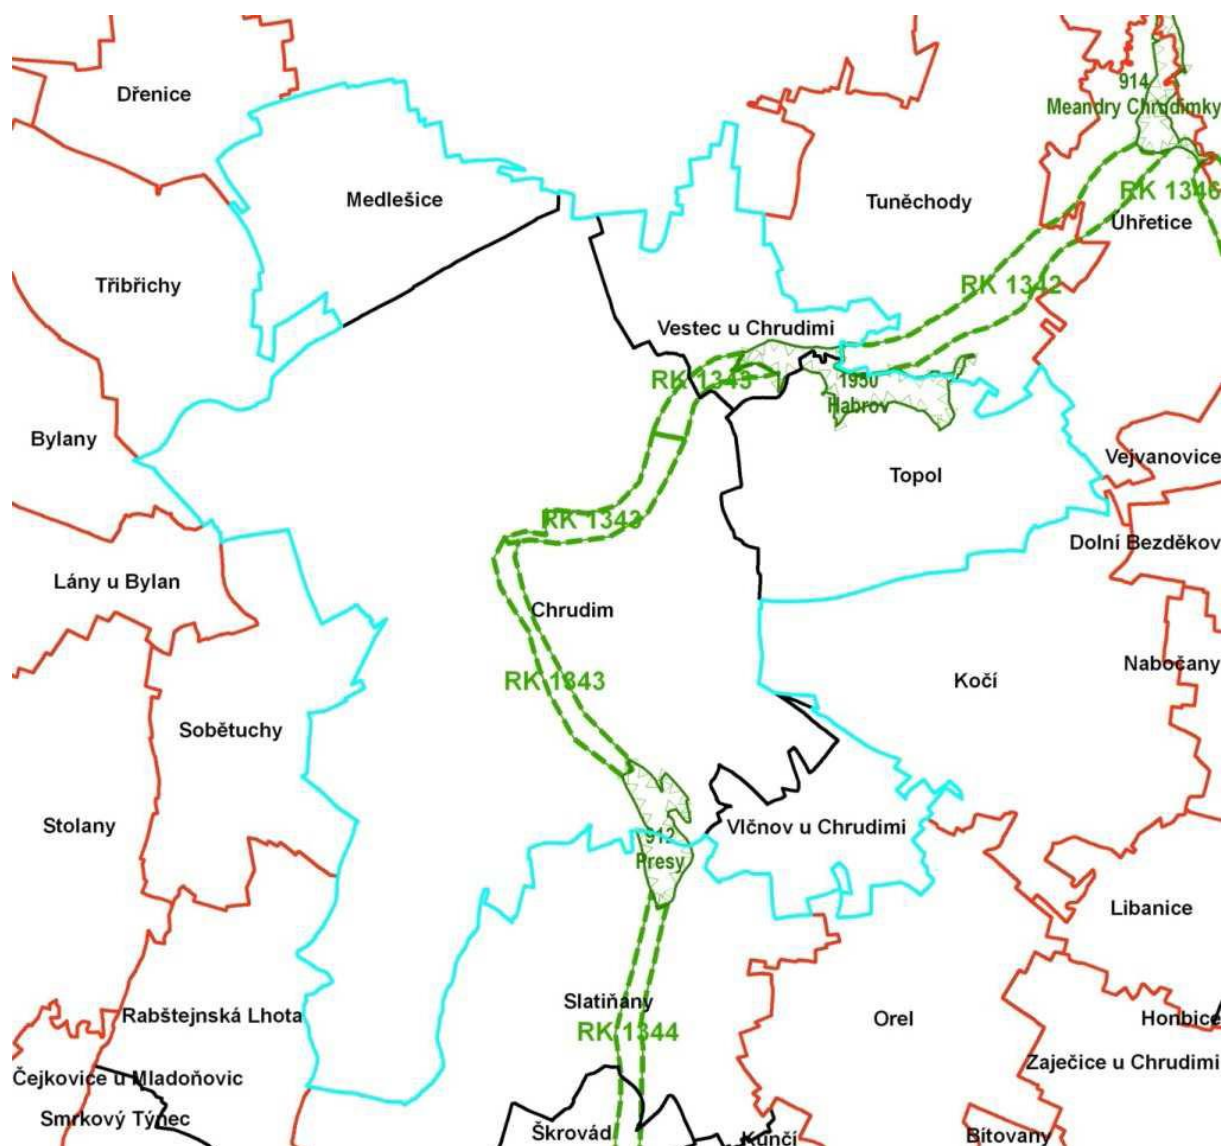 914
Dřenice
Meandry Chrudimky
RK 1346
Medlešice
Tuněchody
Úhřetice
Třibřichy
RK 1342
Vestec u Chrudimi
RK 1343
1950
Habrov
Bylany
Vejvanovice
Topol
RK 1343
Dolní Bezděkov
Lány u Bylan
Chrudim
Nabočany
RK 1343
Kočí
Sobětuchy
Stolany
Vlčnov u Chrudimi
912
Presy
Libanice
Slatiňany
Rabštejnská Lhota
Orel
Honbice
RK 1344
Zaječice u Chrudimi
Čejkovice u Mladoňovic
Smrkový Týnec
Škrovád
Kunčí
Bítovany